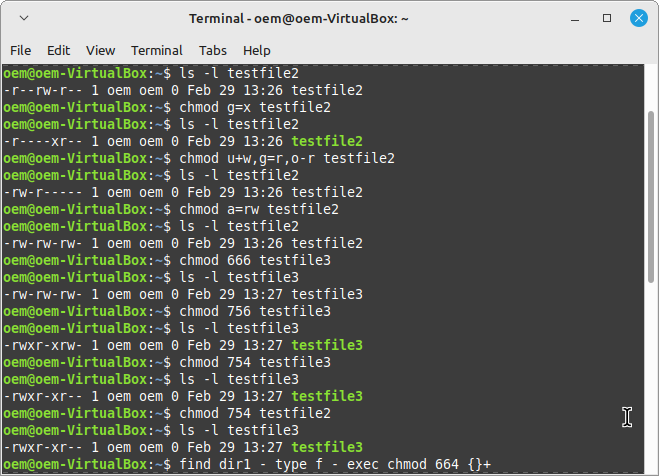 Terminal - oem@oem-VirtualBox: ~
File Edit View Terminal Tabs Help
oem@oem-VirtualBox:~$ ls -l testfile2
-r--rw-r-- 1 oem oem 0 Feb 29 13:26 testfile2
oem@oem-VirtualBox:~$ chmod g=x testfile2
oem@oem-VirtualBox:~$ ls -l testfile2
-r----xr-- 1 oem oem 0 Feb 29 13:26 testfile2
oem@oem-VirtualBox:~$ chmod u+w,g=r,o-r testfile2
oem@oem-VirtualBox:~$ ls -l testfile2
-rw-r----- 1 oem oem 0 Feb 29 13:26 testfile2
oem@oem-VirtualBox:~$ chmod a=rw testfile2
oem@oem-VirtualBox:~$ ls -l testfile2
-rw-rw-rw- 1 oem oem 0 Feb 29 13:26 testfile2
oem@oem-VirtualBox:~$ chmod 666 testfile3
oem@oem-VirtualBox:~$ ls -l testfile3
-rw-rw-rw- 1 oem oem 0 Feb 29 13:27 testfile3
oem@oem-VirtualBox:~$ chmod 756 testfile3
oem@oem-VirtualBox:~$ ls -l testfile3
-rwxr-xrw- 1 oem oem 0 Feb 29 13:27 testfile3
oem@oem-VirtualBox:~$ chmod 754 testfile3
oem@oem-VirtualBox:~$ ls -l testfile3
-rwxr-xr-- 1 oem oem 0 Feb 29 13:27 testfile3
oem@oem-VirtualBox:~$ chmod 754 testfile2
oem@oem-VirtualBox:~$ ls -l testfile3
-rwxr-xr-- 1 oem oem 0 Feb 29 13:27 testfile3
oem@oem-VirtualBox:~$ find dir1 - type f - exec chmod 664 {}+